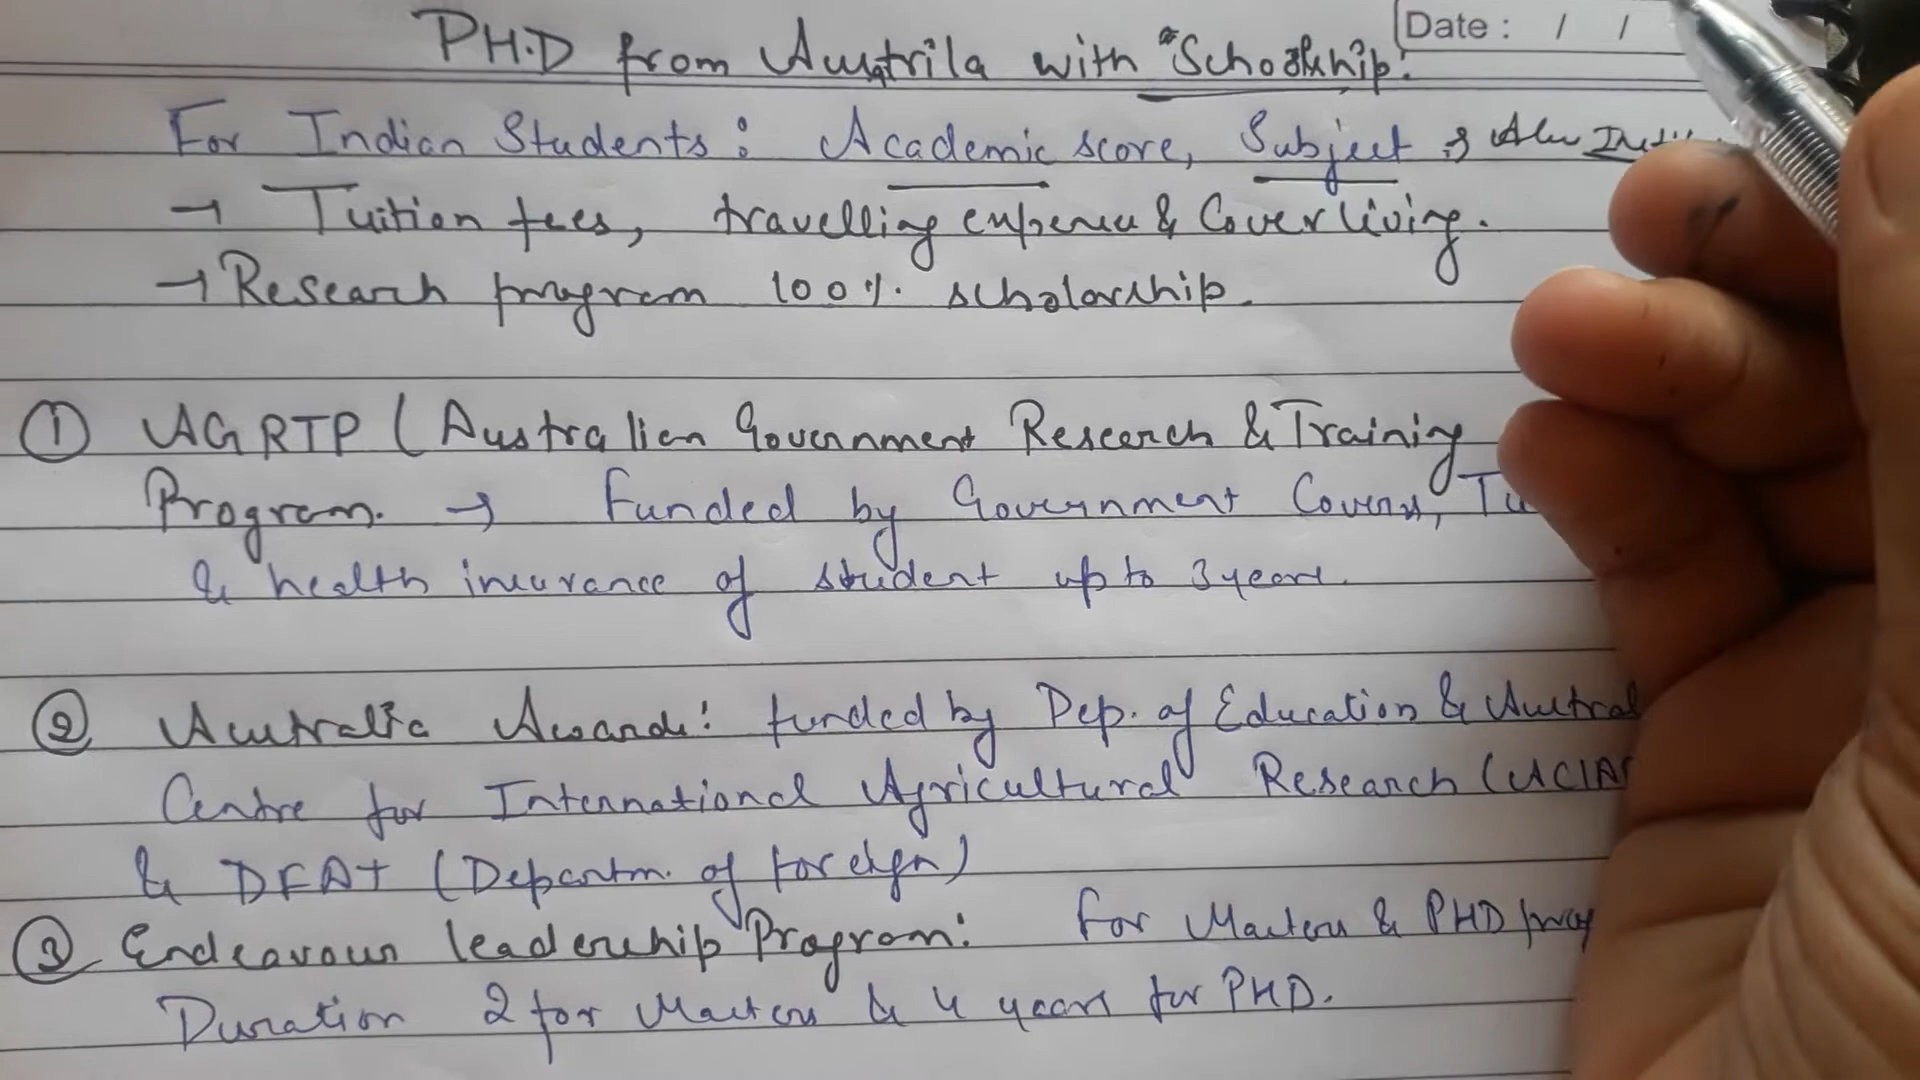 Date : / /
PH.D from Austrila with "Schoolship".
For Indian Students : Academic score, Subject &
→ Tuition fees, travelling expense & Cover living.
→ Research program 100% scholarship.
① AGRTP ( Australian Government Research & Training
Program. → Funded by Government Covers, Tu
& health insurance of student up to 3 years.
② Australia Awards : funded by Dep. of Education & Austral
Centre for International Agricultural Research (ACIAR
& DFAT (Departm. of foreign)
③ Endeavour leadership Program : For Masters & PHD prog
Duration 2 for Masters & 4 years for PHD.